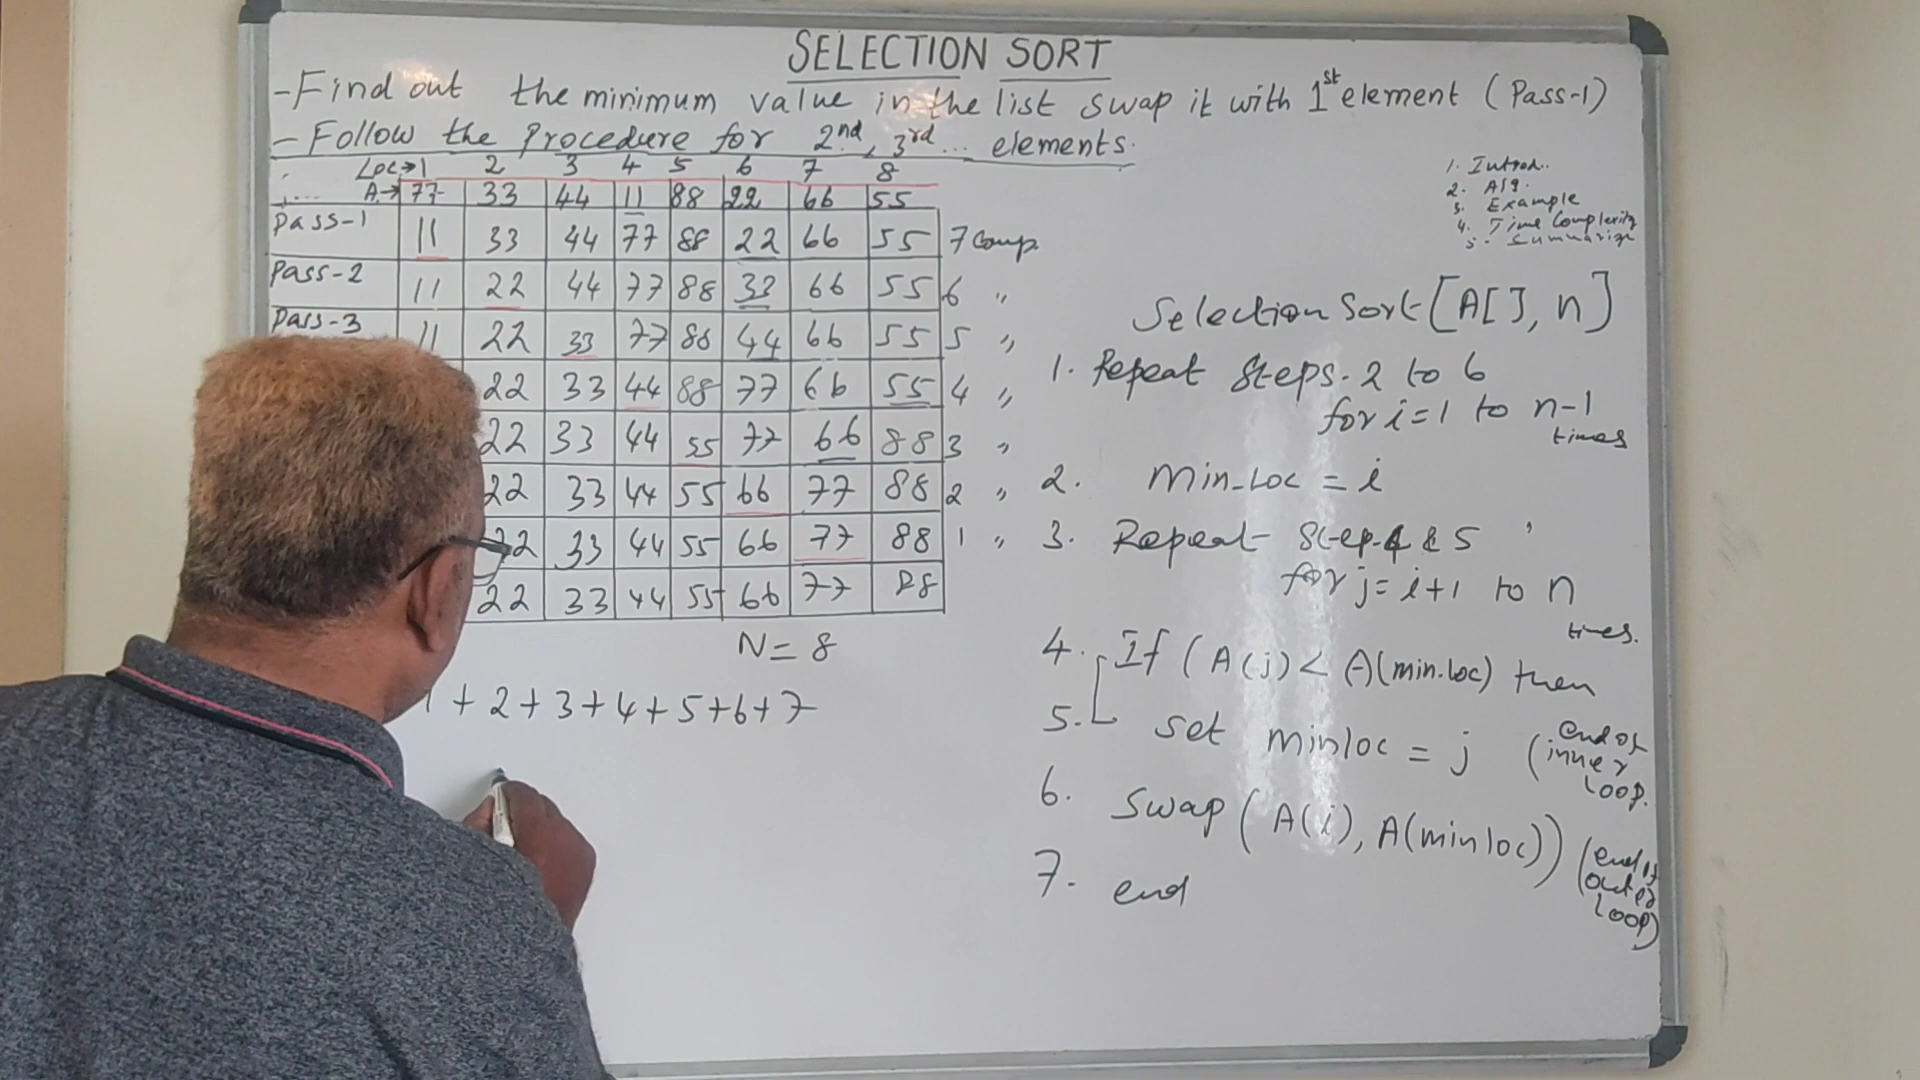 SELECTION SORT
- Find out the minimum value in the list swap it with 1st element (Pass-1)
- Follow the Procedure for 2nd, 3rd... elements.
Loc→ 1 2 3 4 5 6 7 8
A→ 77 33 44 11 88 22 66 55
Pass-1 11 33 44 77 88 22 66 55 7 Comp.
Pass-2 11 22 44 77 88 33 66 55 6 "
Pass-3 11 22 33 77 88 44 66 55 5 "
22 33 44 88 77 66 55 4 "
22 33 44 55 77 66 88 3 "
22 33 44 55 66 77 88 2 "
22 33 44 55 66 77 88 1 "
22 33 44 55 66 77 88
N = 8
1 + 2 + 3 + 4 + 5 + 6 + 7
1. Introd..
2. Alg.
3. Example
4. Time Complexity
5. Summarize
Selection Sort [A[], n]
1. Repeat Steps. 2 to 6
for i=1 to n-1
times
2. Min-Loc = i
3. Repeat Step-4 & 5
for j= i+1 to n
times.
4. If (A(j) < A(min.loc) then
5. set minloc = j (end of
inner
loop.
6. Swap (A(i), A(minloc)) (end of
outer
loop)
7. end